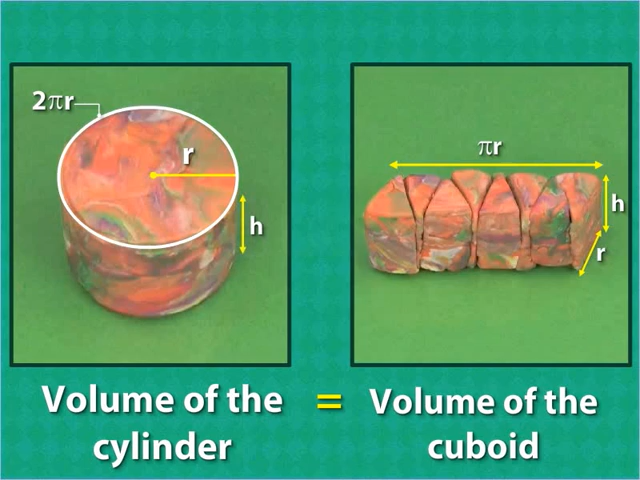 2πr
r
h
πr
h
r
Volume of the
cylinder
=
Volume of the
cuboid